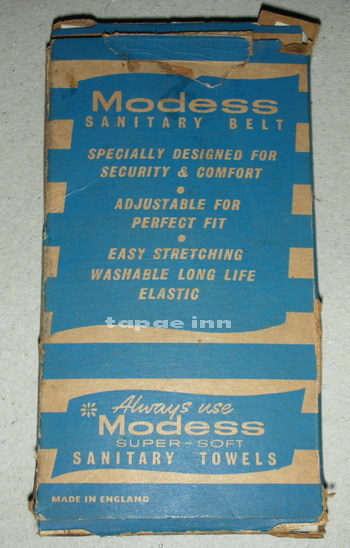 Modess
SANITARY BELT
SPECIALLY DESIGNED FOR
SECURITY & COMFORT
•
ADJUSTABLE FOR
PERFECT FIT
•
EASY STRETCHING
WASHABLE LONG LIFE
ELASTIC
tapae inn
Always use
Modess
SUPER-SOFT
SANITARY TOWELS
MADE IN ENGLAND